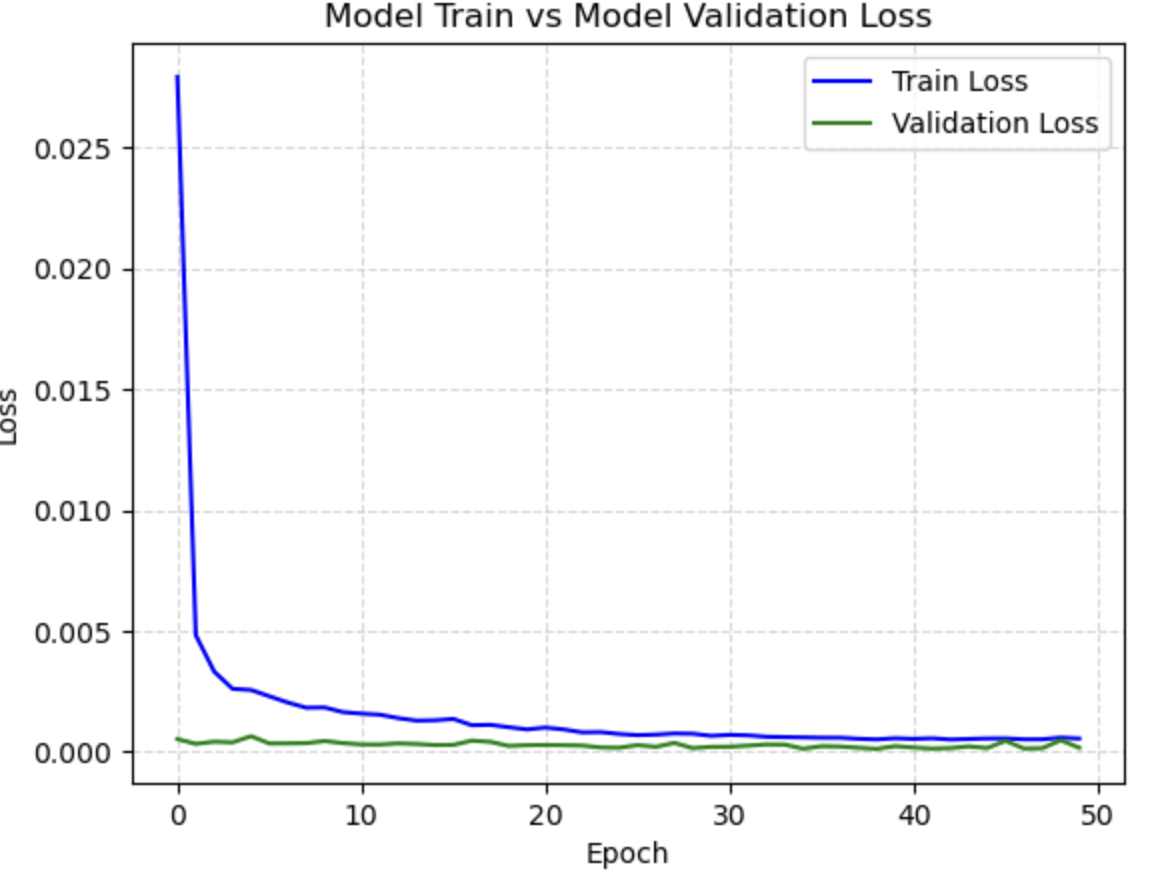 Model Train vs Model Validation Loss
Train Loss
Validation Loss
0.025
0.020
0.015
0.010
0.005
0.000
Loss
0 10 20 30 40 50
Epoch